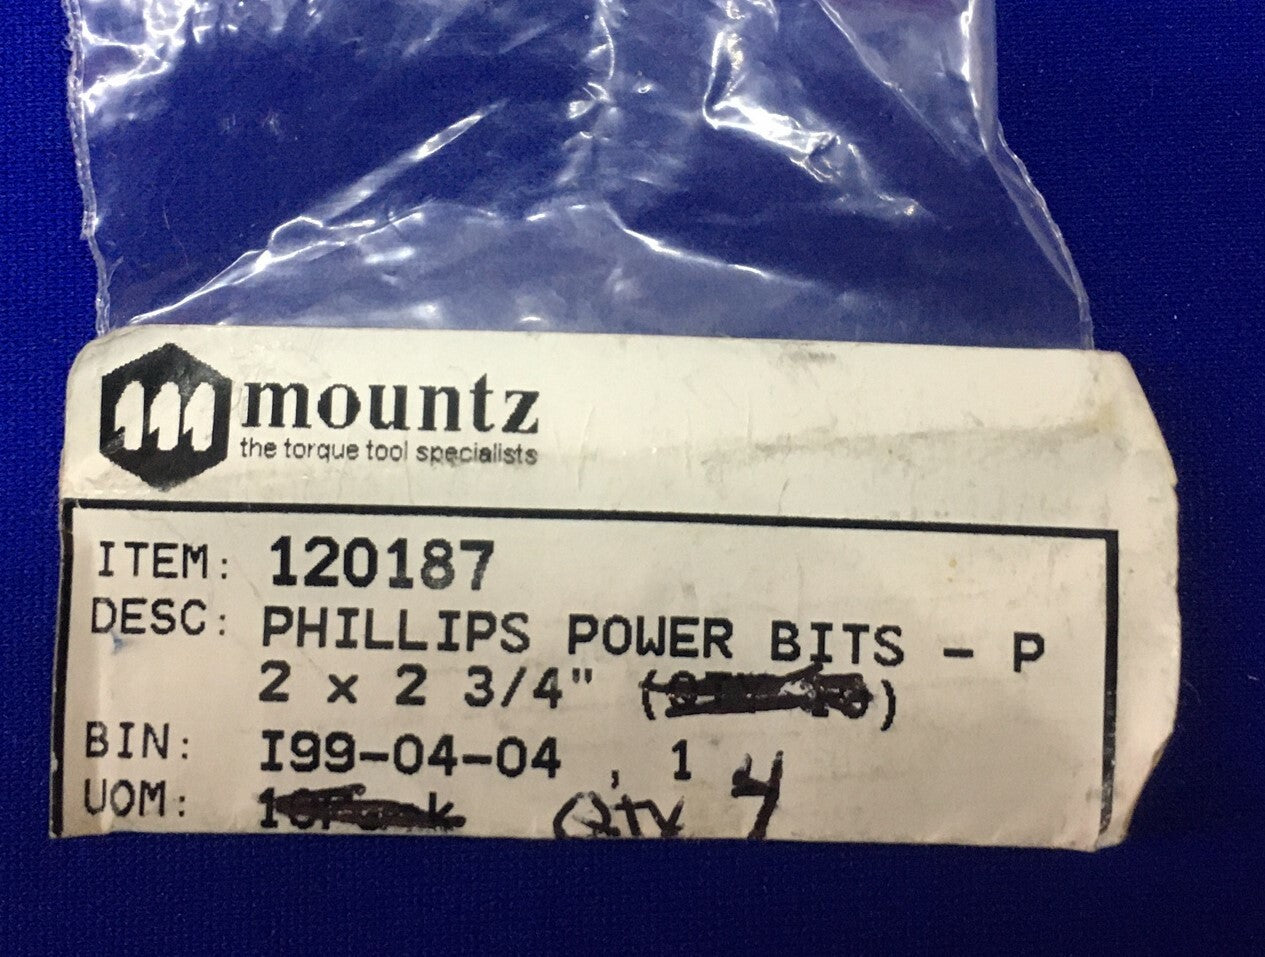 mountz
the torque tool specialists
ITEM: 120187
DESC: PHILLIPS POWER BITS - P
2 x 2 3/4" ( )
BIN: I99-04-04 , 1
UOM: Qty 7